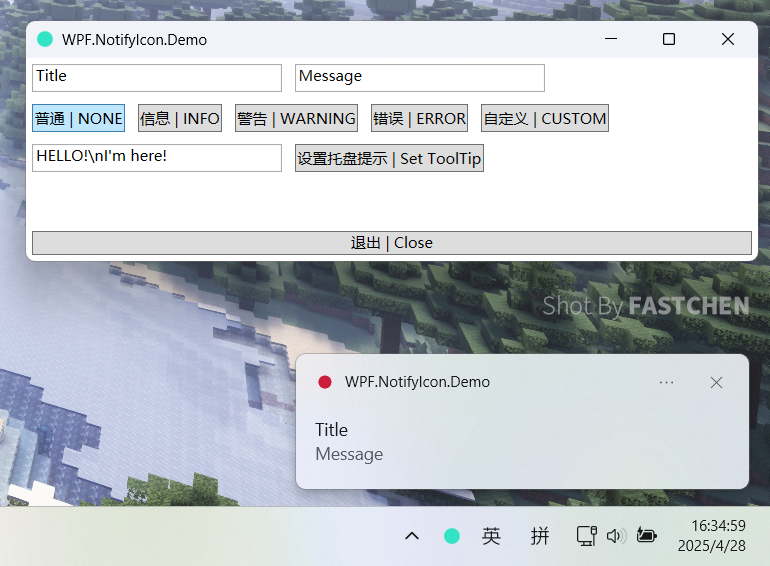 WPF.NotifyIcon.Demo
Title
Message
普通 | NONE
信息 | INFO
警告 | WARNING
错误 | ERROR
自定义 | CUSTOM
HELLO!\nI'm here!
设置托盘提示 | Set ToolTip
退出 | Close
Shot By FASTCHEN
WPF.NotifyIcon.Demo
Title
Message
英
拼
16:34:59
2025/4/28